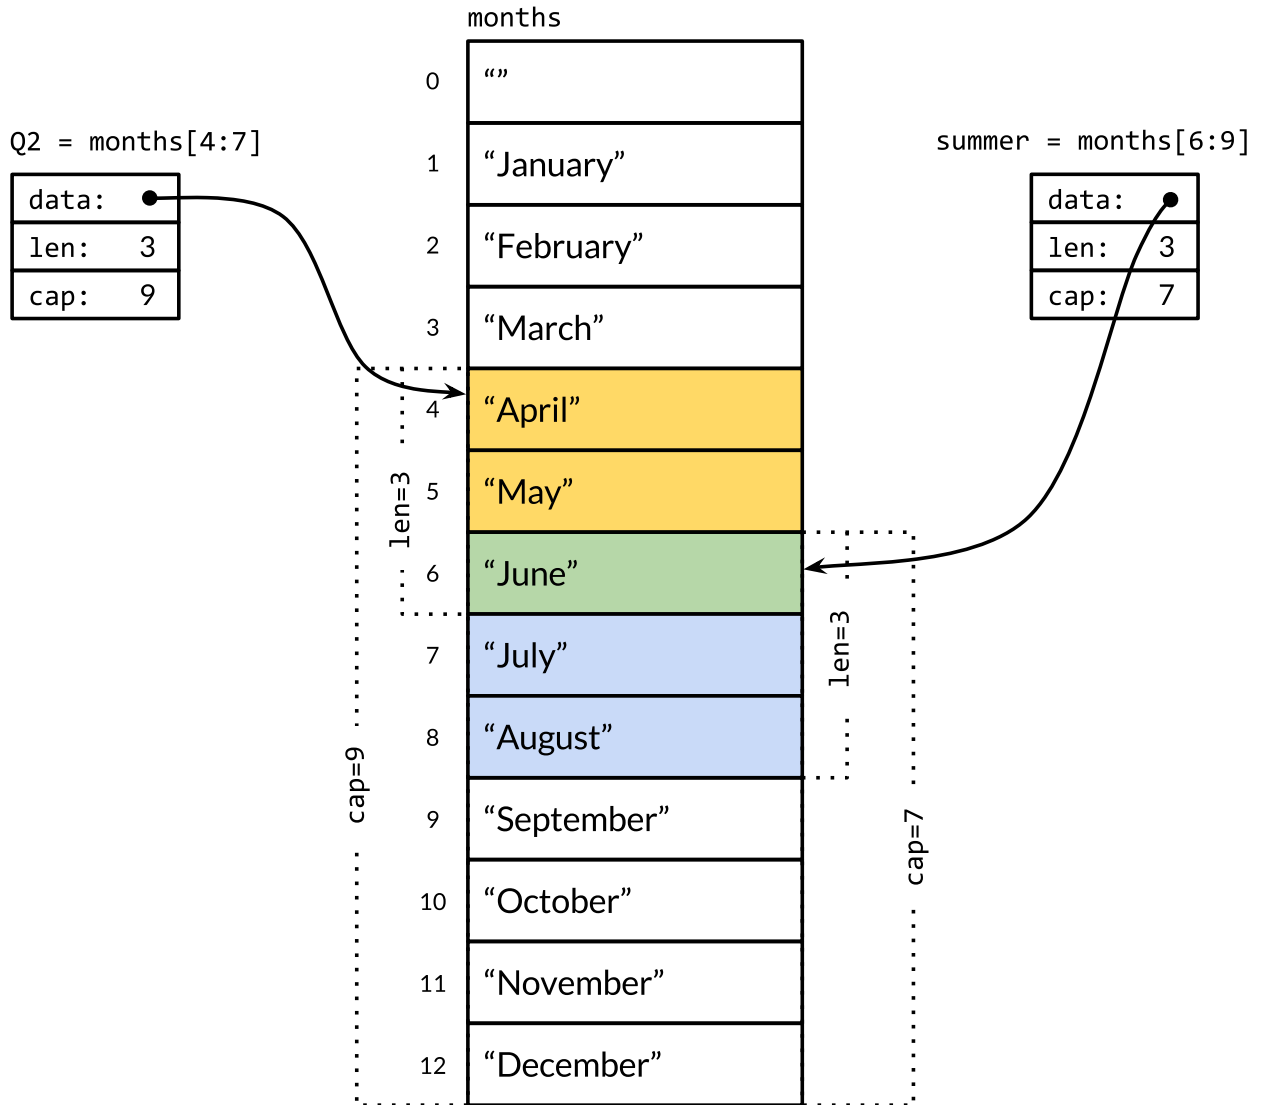 months
0 “”
Q2 = months[4:7]
data:
len: 3
cap: 9
summer = months[6:9]
data:
len: 3
cap: 7
1 “January”
2 “February”
3 “March”
4 “April”
5 “May”
6 “June”
7 “July”
8 “August”
9 “September”
10 “October”
11 “November”
12 “December”
len=3
cap=9
len=3
cap=7